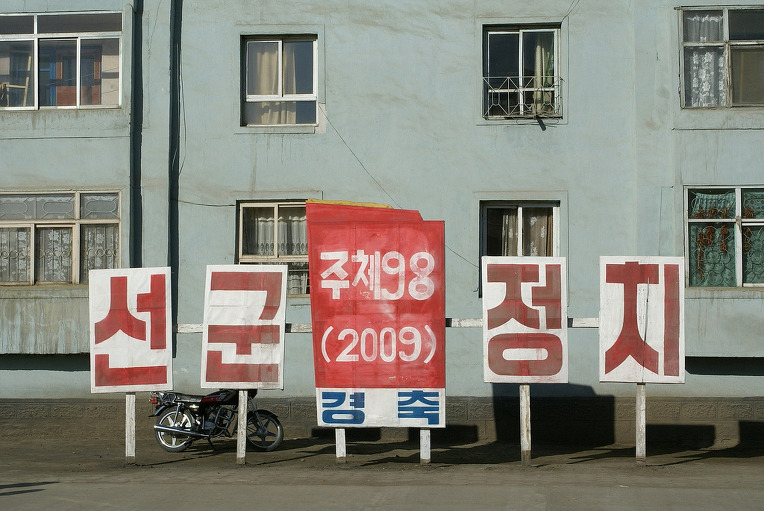 선군 정치
주체98
(2009)
경축